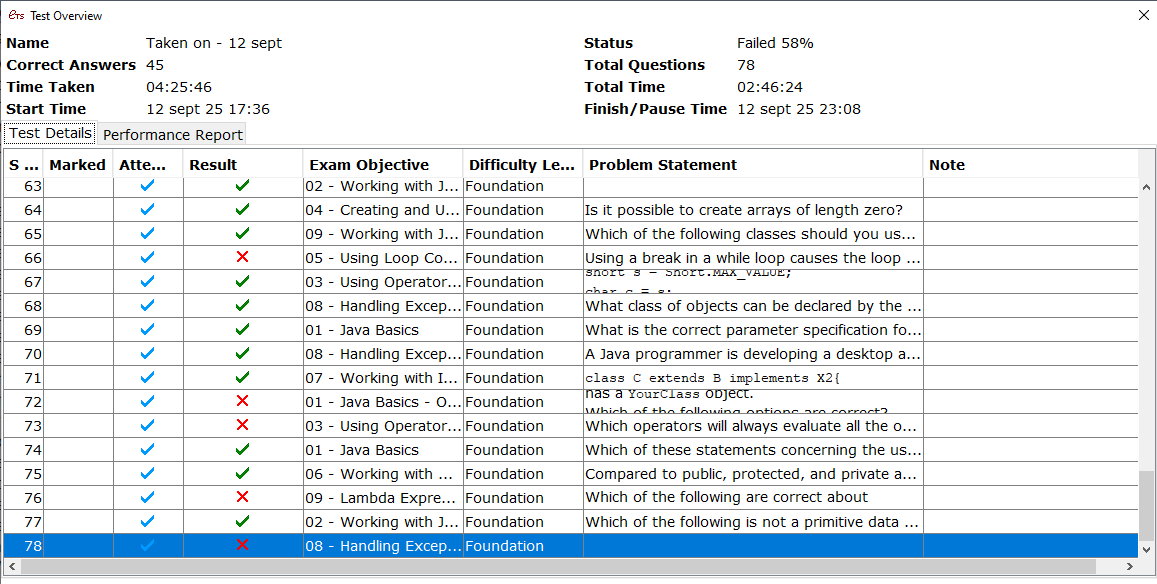 ETS Test Overview
Name Taken on - 12 sept Status Failed 58%
Correct Answers 45 Total Questions 78
Time Taken 04:25:46 Total Time 02:46:24
Start Time 12 sept 25 17:36 Finish/Pause Time 12 sept 25 23:08
Test Details Performance Report
S ... Marked Atte... Result Exam Objective Difficulty Le... Problem Statement Note
63 02 - Working with J... Foundation
64 04 - Creating and U... Foundation Is it possible to create arrays of length zero?
65 09 - Working with J... Foundation Which of the following classes should you us...
66 05 - Using Loop Co... Foundation Using a break in a while loop causes the loop ...
67 03 - Using Operator... Foundation short s = Short.MAX_VALUE;
char c = s;
68 08 - Handling Excep... Foundation What class of objects can be declared by the ...
69 01 - Java Basics Foundation What is the correct parameter specification fo...
70 08 - Handling Excep... Foundation A Java programmer is developing a desktop a...
71 07 - Working with I... Foundation class C extends B implements X2{
72 01 - Java Basics - O... Foundation has a YourClass object.
Which of the following options are correct?
73 03 - Using Operator... Foundation Which operators will always evaluate all the o...
74 01 - Java Basics Foundation Which of these statements concerning the us...
75 06 - Working with ... Foundation Compared to public, protected, and private a...
76 09 - Lambda Expre... Foundation Which of the following are correct about
77 02 - Working with J... Foundation Which of the following is not a primitive data ...
78 08 - Handling Excep... Foundation